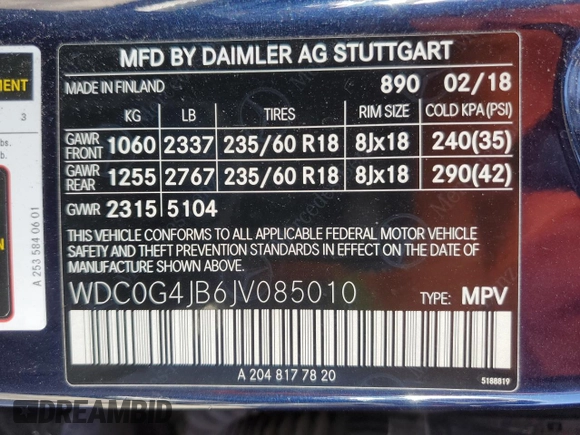 MFD BY DAIMLER AG STUTTGART
MADE IN FINLAND 890 02/18
KG LB TIRES RIM SIZE COLD KPA(PSI)
GAWR FRONT 1060 2337 235/60 R18 8Jx18 240(35)
GAWR REAR 1255 2767 235/60 R18 8Jx18 290(42)
GVWR 2315 5104
THIS VEHICLE CONFORMS TO ALL APPLICABLE FEDERAL MOTOR VEHICLE
SAFETY AND THEFT PREVENTION STANDARDS IN EFFECT ON THE DATE OF
MANUFACTURE SHOWN ABOVE.
WDC0G4JB6JV085010 TYPE: MPV
A 204 817 78 20
5188819
MENT
3
lb.
A 253 584 06 01
DREAMBID